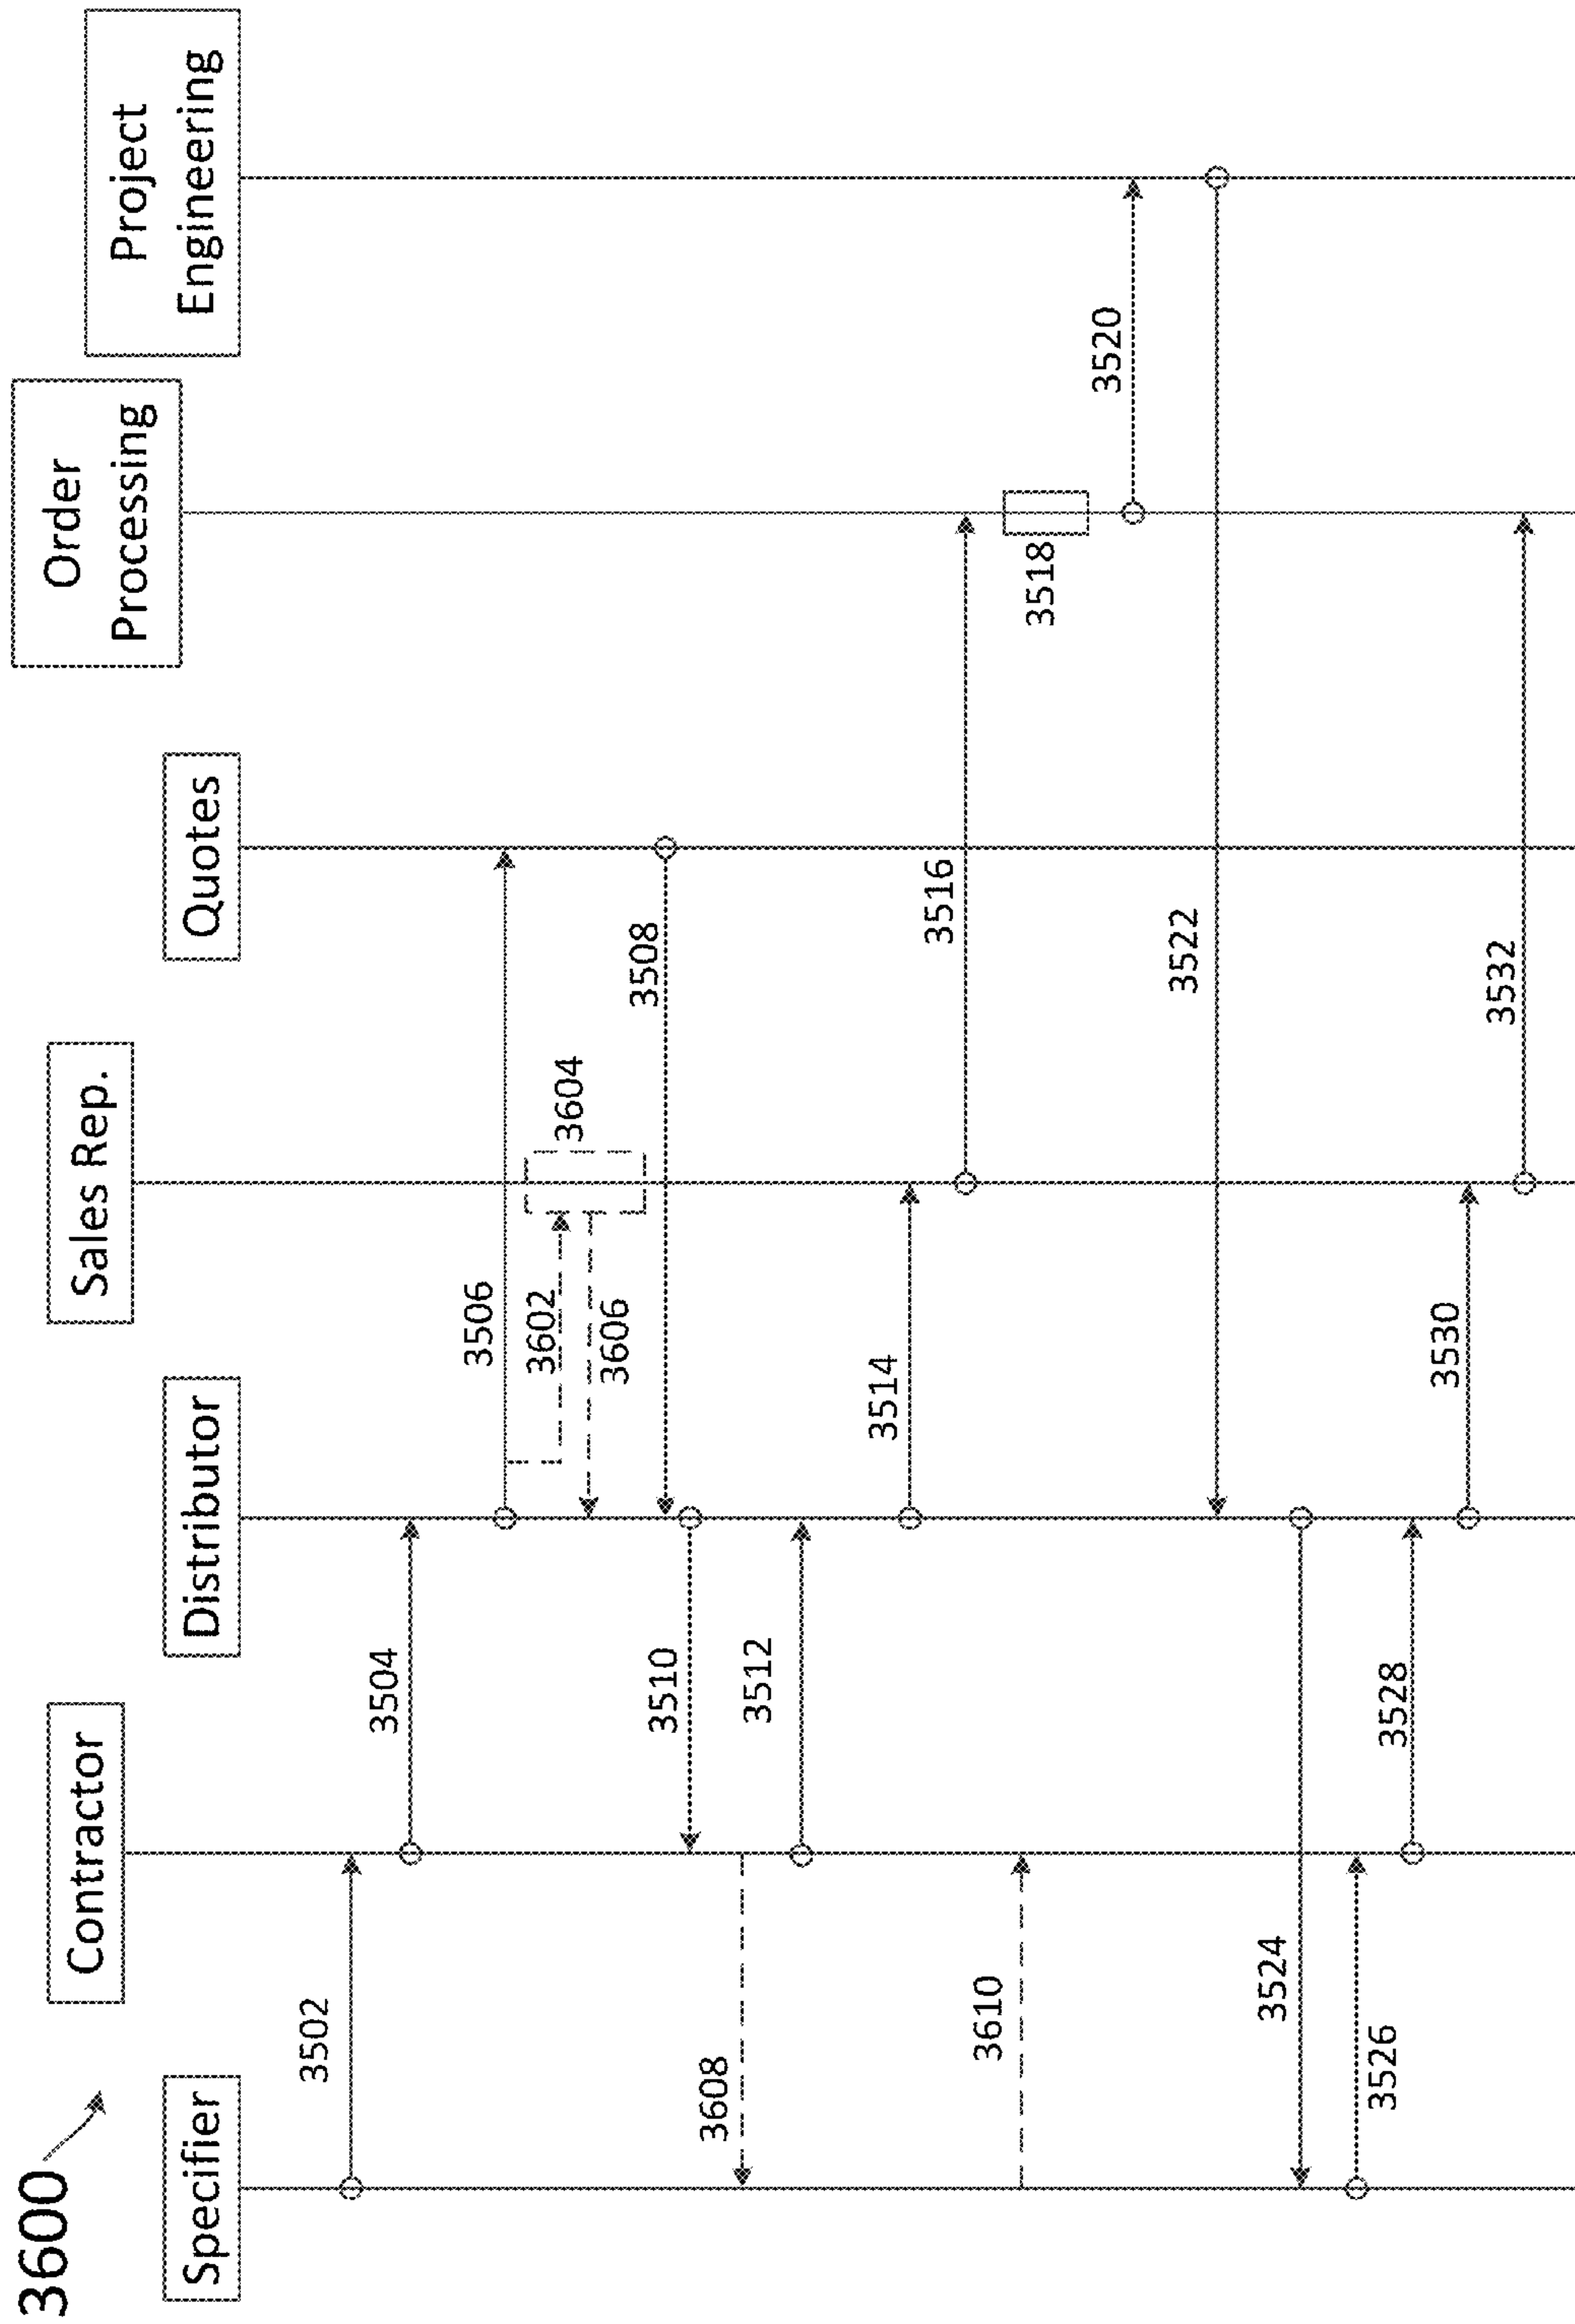 3600
Specifier
Contractor
Distributor
Sales Rep.
Quotes
Order
Processing
Project
Engineering
3502
3504
3506
3602
3604
3606
3508
3510
3608
3512
3514
3516
3610
3518
3520
3522
3524
3526
3528
3530
3532